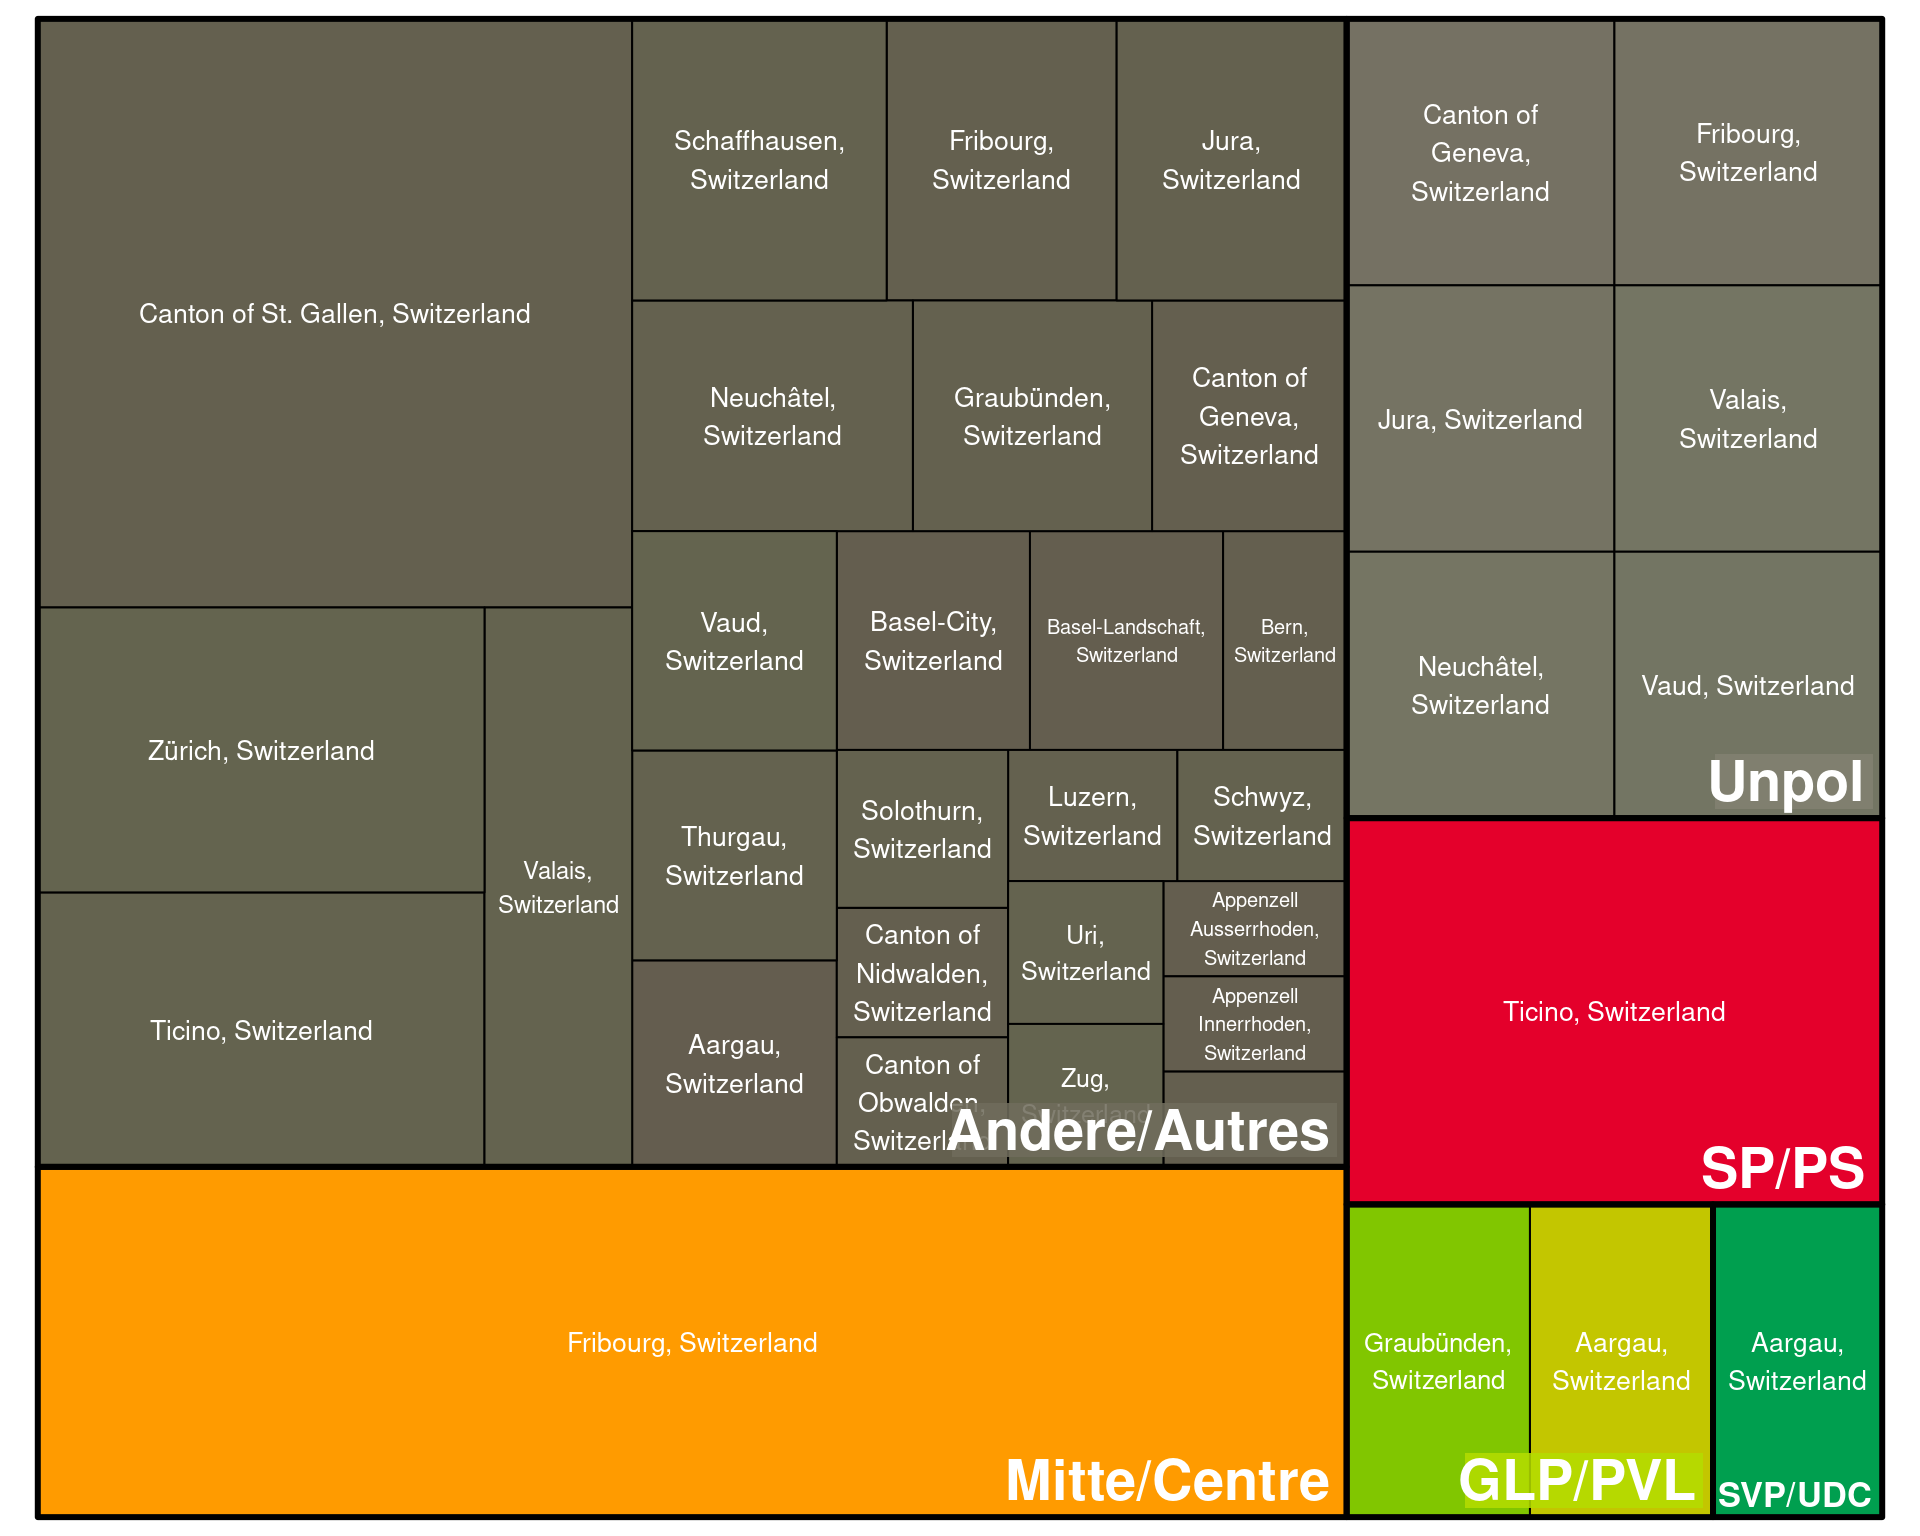 Canton of St. Gallen, Switzerland
Schaffhausen,
Switzerland
Fribourg,
Switzerland
Jura,
Switzerland
Neuchâtel,
Switzerland
Graubünden,
Switzerland
Canton of
Geneva,
Switzerland
Zürich, Switzerland
Ticino, Switzerland
Valais,
Switzerland
Vaud,
Switzerland
Basel-City,
Switzerland
Basel-Landschaft,
Switzerland
Bern,
Switzerland
Thurgau,
Switzerland
Aargau,
Switzerland
Solothurn,
Switzerland
Canton of
Nidwalden,
Switzerland
Canton of
Obwalden,
Switzerland
Luzern,
Switzerland
Schwyz,
Switzerland
Uri,
Switzerland
Zug,
Switzerland
Appenzell
Ausserrhoden,
Switzerland
Appenzell
Innerrhoden,
Switzerland
Andere/Autres
Fribourg, Switzerland
Mitte/Centre
Canton of
Geneva,
Switzerland
Fribourg,
Switzerland
Jura, Switzerland
Valais,
Switzerland
Neuchâtel,
Switzerland
Vaud, Switzerland
Unpol
Ticino, Switzerland
SP/PS
Graubünden,
Switzerland
Aargau,
Switzerland
GLP/PVL
Aargau,
Switzerland
SVP/UDC